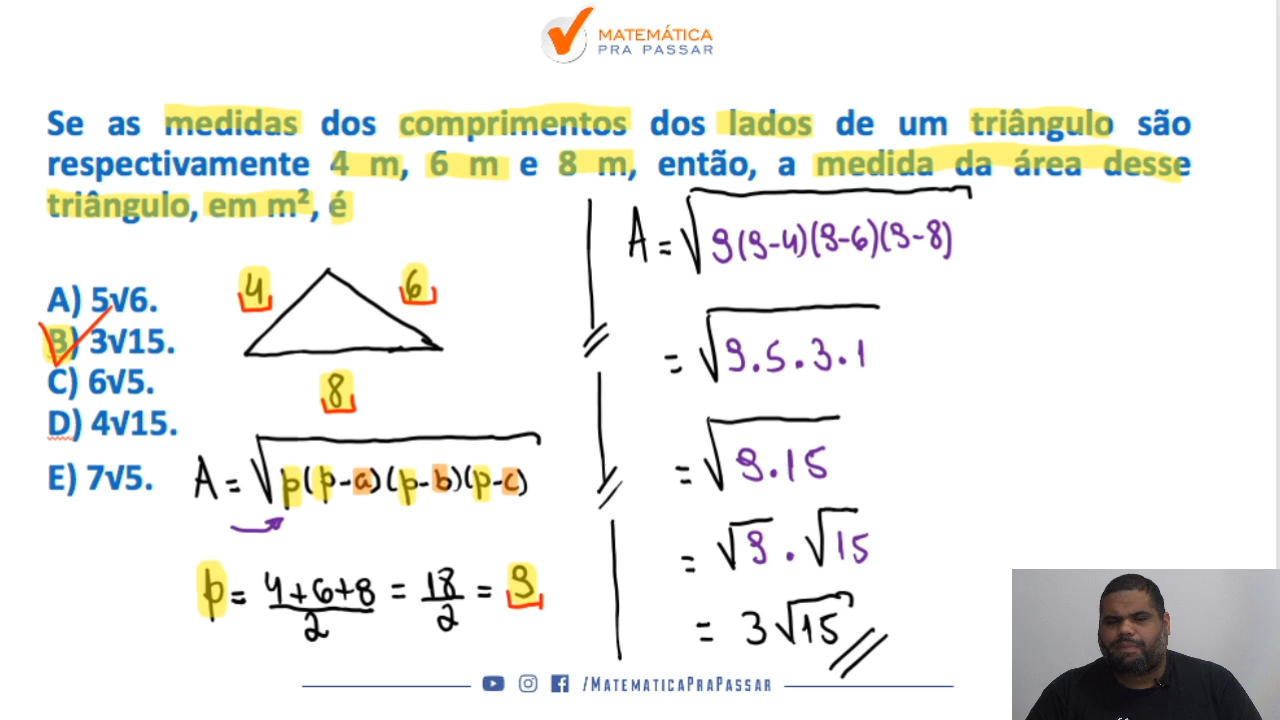 MATEMÁTICA
PRA PASSAR
Se as medidas dos comprimentos dos lados de um triângulo são
respectivamente 4 m, 6 m e 8 m, então, a medida da área desse
triângulo, em m², é
A) 5√6.
B) 3√15.
C) 6√5.
D) 4√15.
E) 7√5.
4
6
8
A = √p(p-a)(p-b)(p-c)
p = 4+6+8/2 = 18/2 = 9
A = √9(9-4)(9-6)(9-8)
= √9.5.3.1
= √9.15
= √9 . √15
= 3√15
/MATEMATICAPRAPASSAR